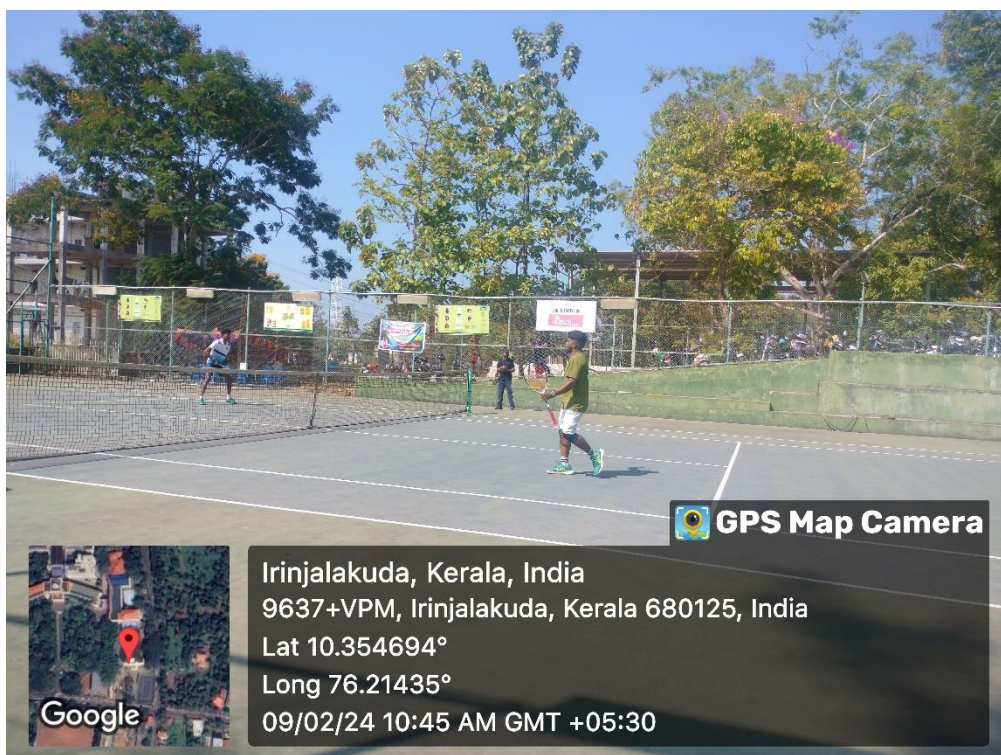 GPS Map Camera
Irinjalakuda, Kerala, India
9637+VPM, Irinjalakuda, Kerala 680125, India
Lat 10.354694°
Long 76.21435°
09/02/24 10:45 AM GMT +05:30
Google